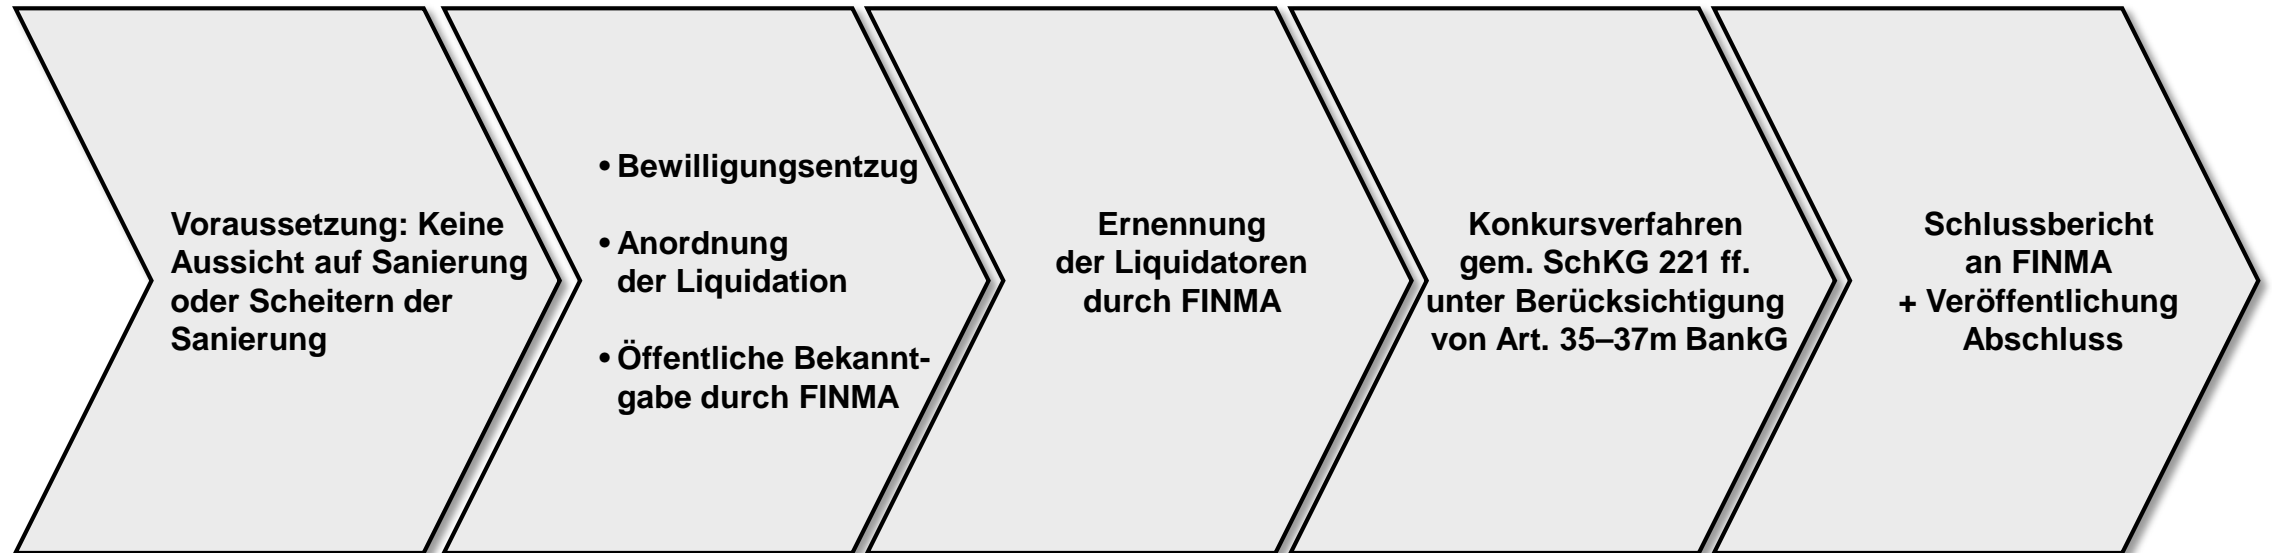 Voraussetzung: Keine
Aussicht auf Sanierung
oder Scheitern der
Sanierung
• Bewilligungsentzug
• Anordnung
der Liquidation
• Öffentliche Bekannt-
gabe durch FINMA
Ernennung
der Liquidatoren
durch FINMA
Konkursverfahren
gem. SchKG 221 ff.
unter Berücksichtigung
von Art. 35–37m BankG
Schlussbericht
an FINMA
+ Veröffentlichung
Abschluss